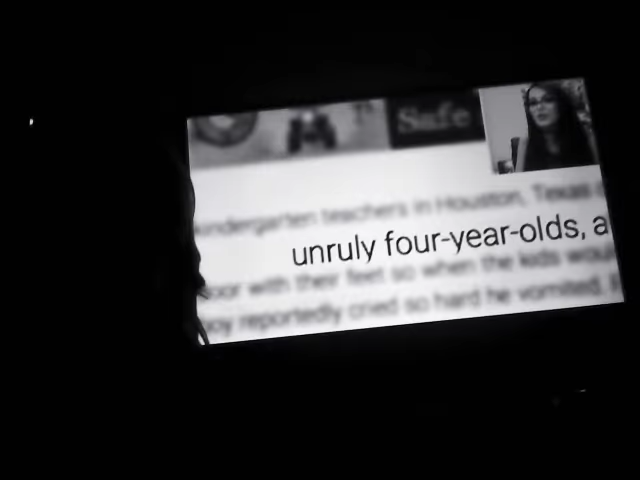 Safe
kindergarten teachers in Houston, Texas
unruly four-year-olds, a
with their feet so when the kids woul
reportedly cried so hard he vomited.